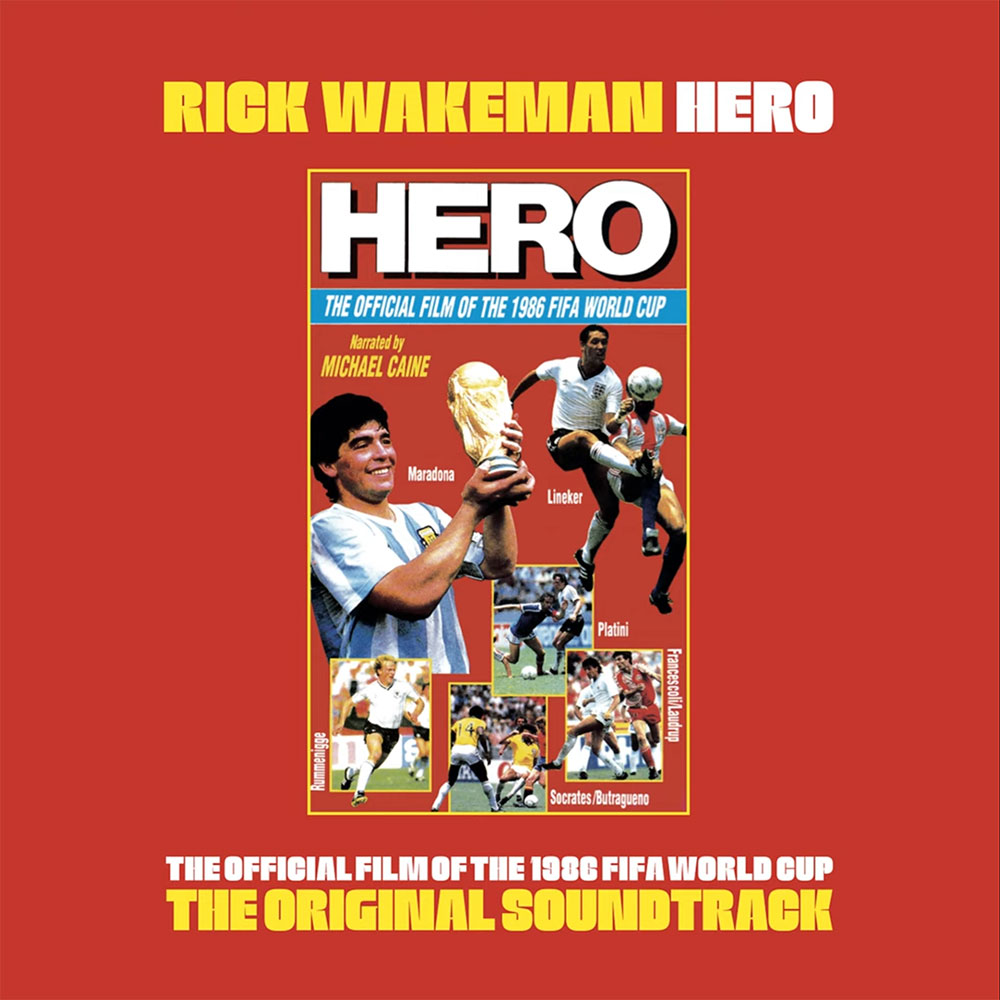 RICK WAKEMAN HERO
HERO
THE OFFICIAL FILM OF THE 1986 FIFA WORLD CUP
Narrated by
MICHAEL CAINE
Maradona
Lineker
Platini
Francescoli/Laudrup
Rummenigge
14
Socrates/Butragueno
THE OFFICIAL FILM OF THE 1986 FIFA WORLD CUP
THE ORIGINAL SOUNDTRACK